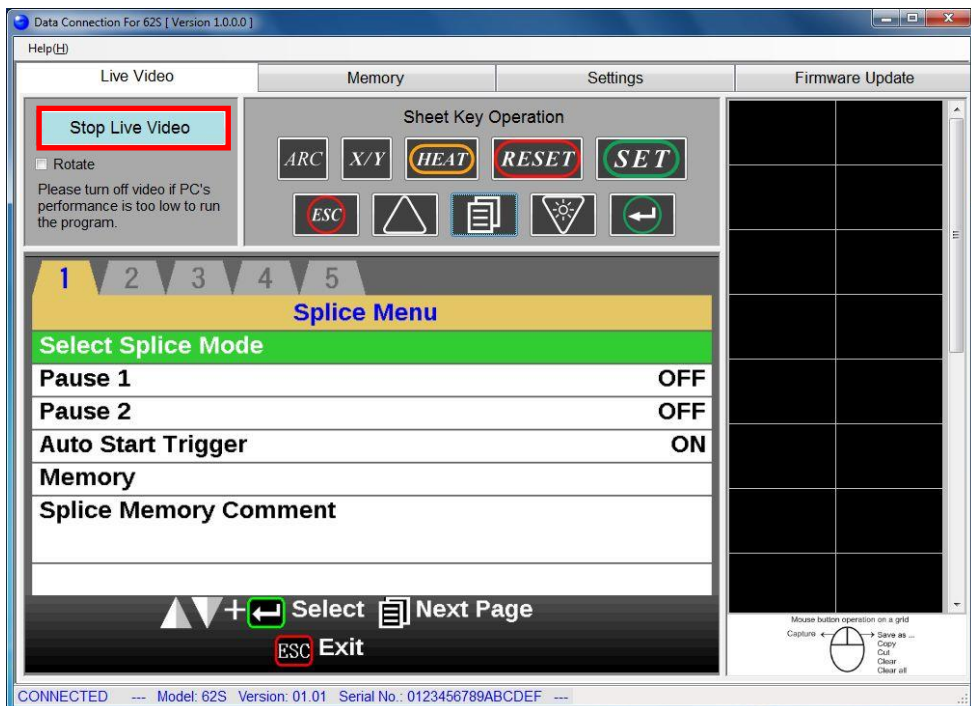 Data Connection For 62S [ Version 1.0.0.0 ]
Help(H)
Live Video
Memory
Settings
Firmware Update
Stop Live Video
Rotate
Please turn off video if PC's
performance is too low to run
the program.
Sheet Key Operation
ARC X/Y HEAT RESET SET
ESC
1 2 3 4 5
Splice Menu
Select Splice Mode
Pause 1 OFF
Pause 2 OFF
Auto Start Trigger ON
Memory
Splice Memory Comment
+ Select Next Page
ESC Exit
Mouse button operation on a grid
Capture
Save as ...
Copy
Cut
Clear
Clear all
CONNECTED --- Model: 62S Version: 01.01 Serial No.: 0123456789ABCDEF ---